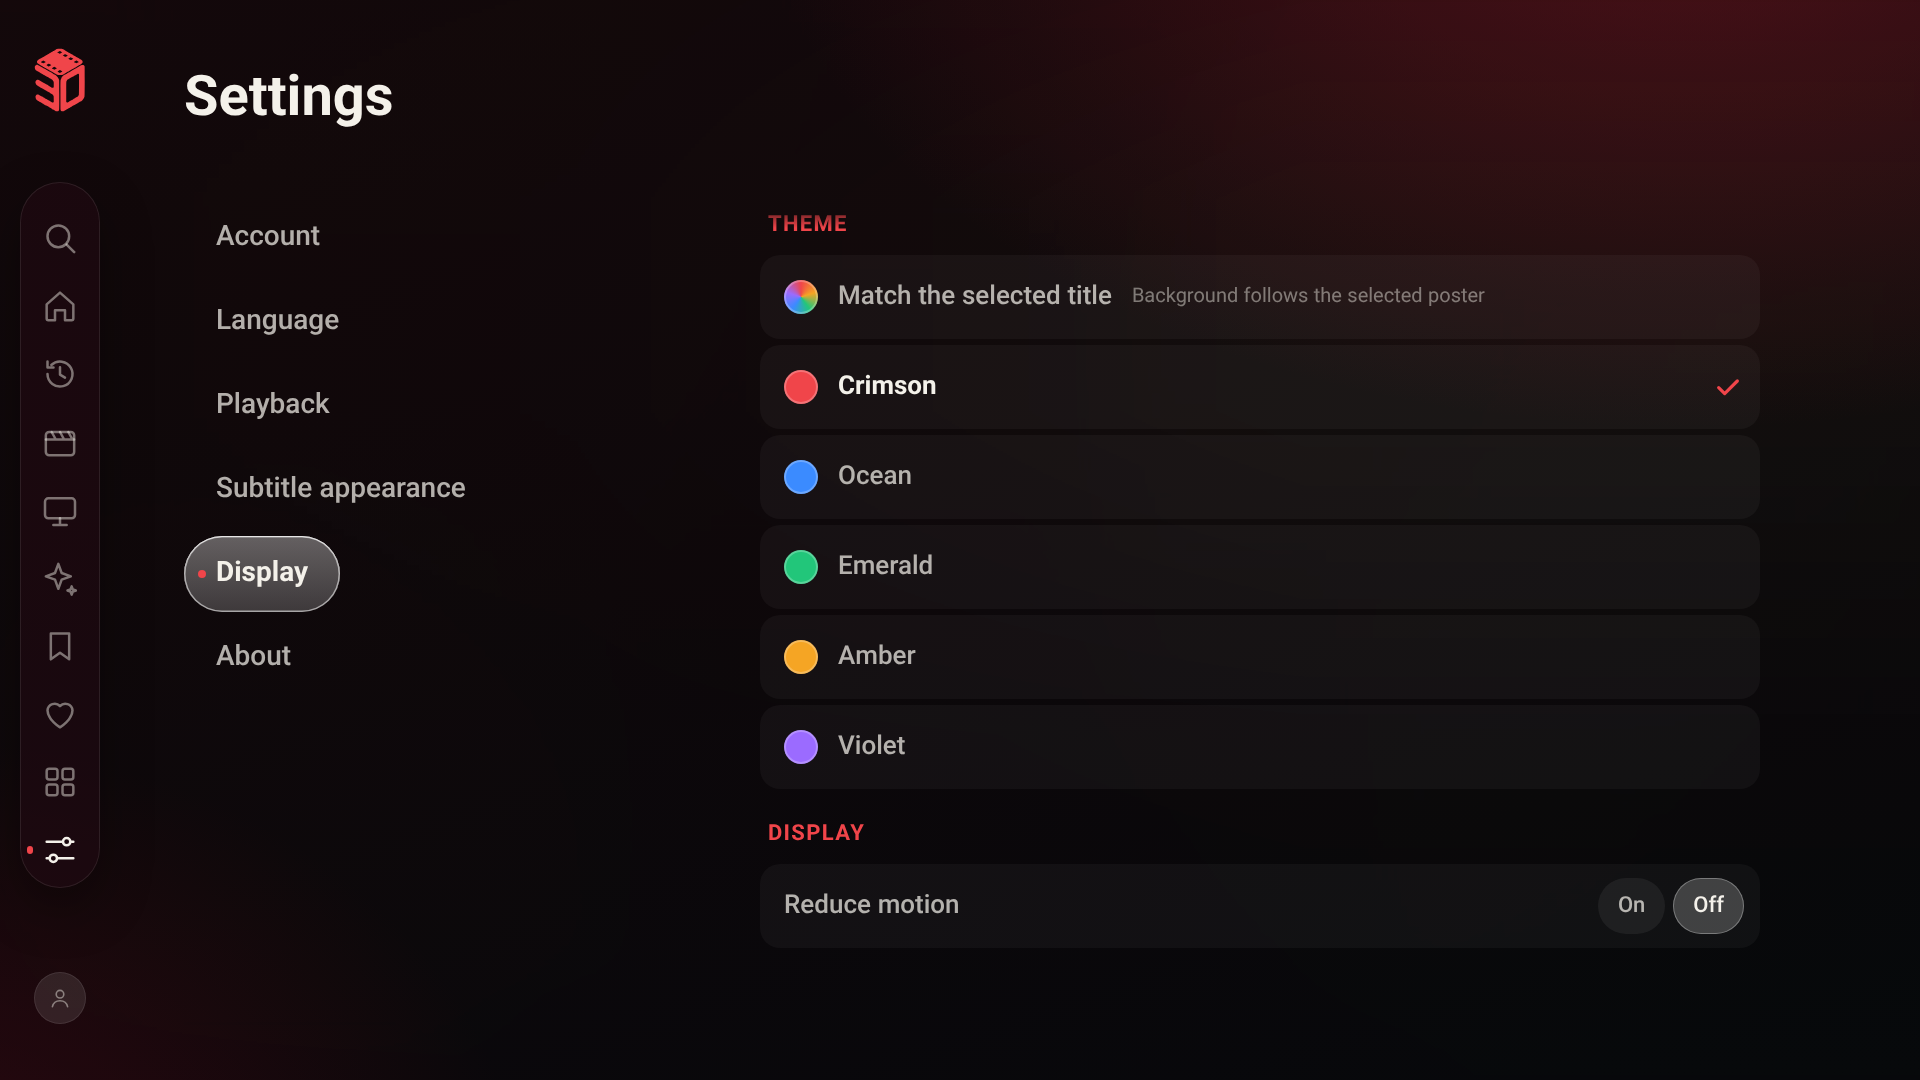 Settings
Account
Language
Playback
Subtitle appearance
Display
About
THEME
Match the selected title Background follows the selected poster
Crimson
Ocean
Emerald
Amber
Violet
DISPLAY
Reduce motion On Off